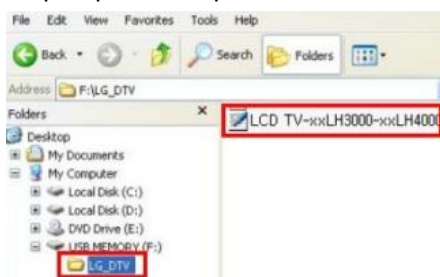 File Edit View Favorites Tools Help
Back Search Folders
Address F:\LG_DTV
Folders ×
LCD TV-xxLH3000-xxLH4000
Desktop
My Documents
My Computer
Local Disk (C:)
Local Disk (D:)
DVD Drive (E:)
USB MEMORY (F:)
LG_DTV